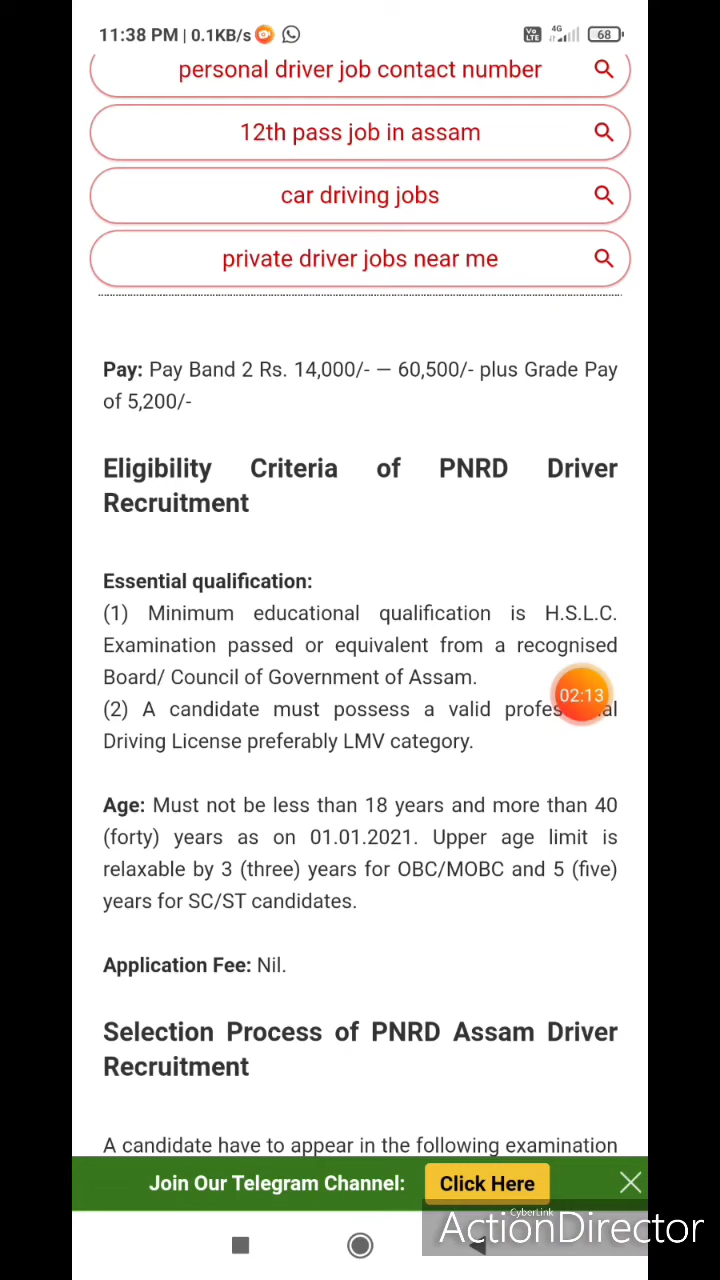 11:38 PM | 0.1KB/s
Vo LTE 4G 68
personal driver job contact number
12th pass job in assam
car driving jobs
private driver jobs near me
Pay: Pay Band 2 Rs. 14,000/- — 60,500/- plus Grade Pay
of 5,200/-
Eligibility Criteria of PNRD Driver
Recruitment
Essential qualification:
(1) Minimum educational qualification is H.S.L.C.
Examination passed or equivalent from a recognised
Board/ Council of Government of Assam.
02:13
(2) A candidate must possess a valid
Driving License preferably LMV category.
Age: Must not be less than 18 years and more than 40
(forty) years as on 01.01.2021. Upper age limit is
relaxable by 3 (three) years for OBC/MOBC and 5 (five)
years for SC/ST candidates.
Application Fee: Nil.
Selection Process of PNRD Assam Driver
Recruitment
A candidate have to appear in the following examination
Join Our Telegram Channel: Click Here
CyberLink
ActionDirector